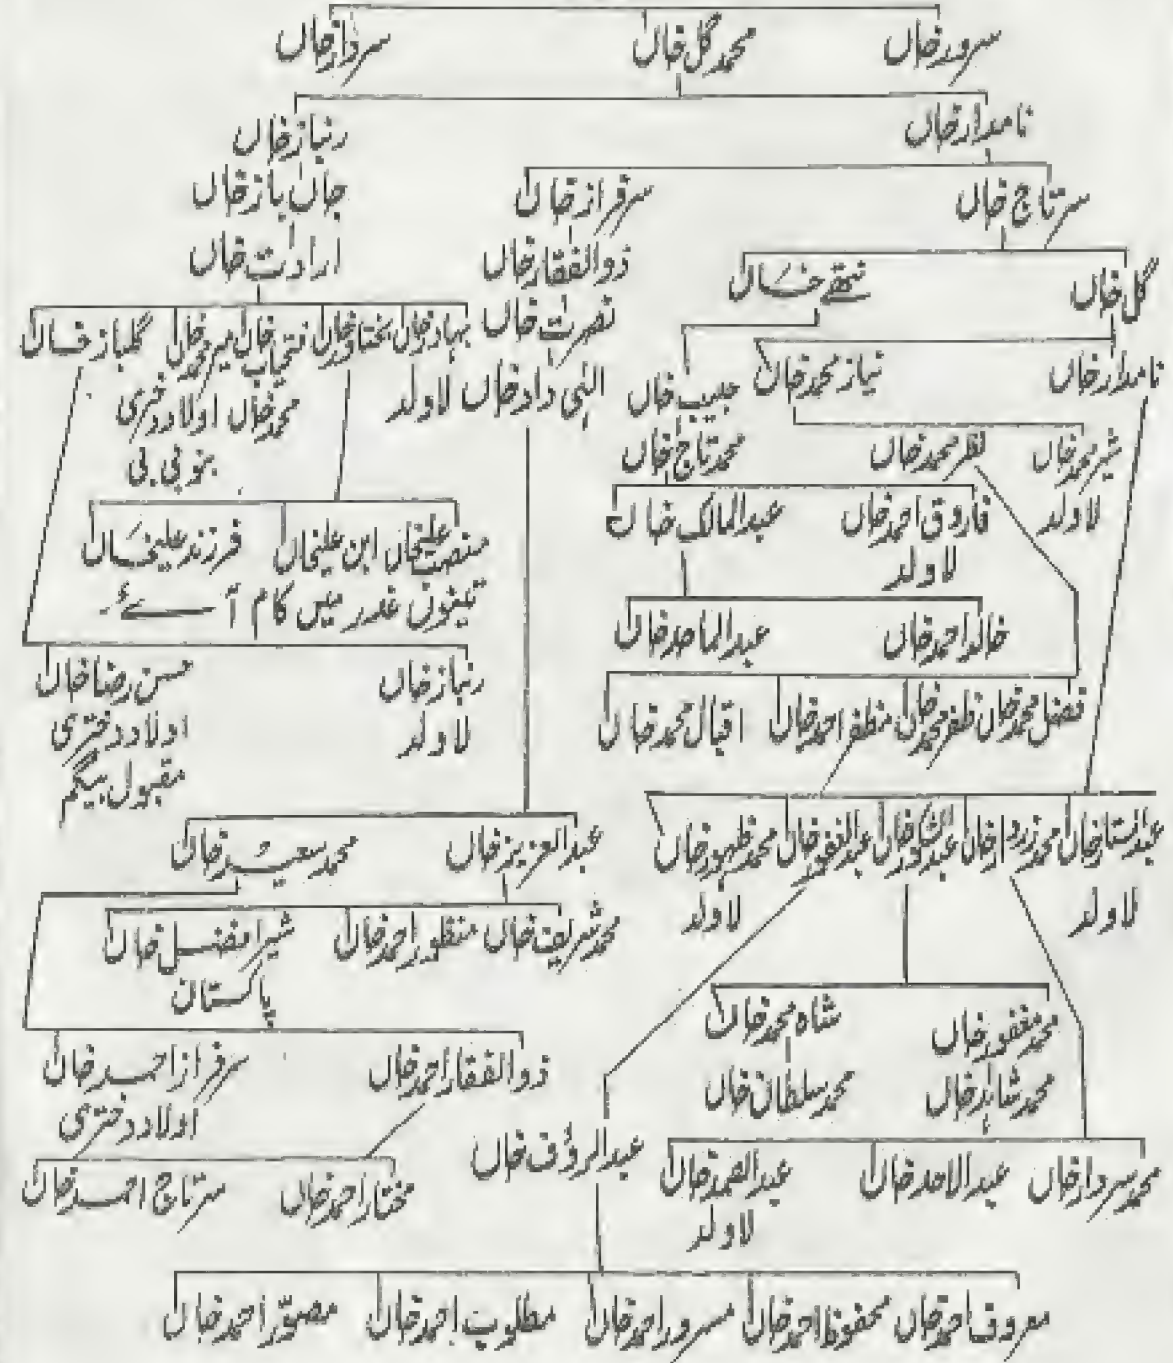 سرور خاں محمد گل خاں سردار خاں
نامدار خاں رنباز خاں
سرتاج خاں سرفراز خاں جاں باز خاں
گل خاں ننھے خاں ذوالفقار خاں ارادت خاں
نصرت خاں بہادر خاں بختاور خاں فتحیاب خاں میر محمد خاں گلباز خاں
نامدار خاں نیاز محمد خاں حبیب خاں الٰہی داد خاں لاولد محمد خاں اولاد دختری
شیر محمد خاں نظر محمد خاں محمد تاج خاں بنو بی بی
لاولد فاروق احمد خاں عبدالمالک خاں
لاولد
علیخاں ابن علیخاں فرزند علیخاں
تینوں غدر میں کام آئے
خالد احمد خاں عبدالماجد خاں
رنباز خاں حسن رضا خاں
فضل محمد خاں ظفر محمد خاں مظفر احمد خاں اقبال محمد خاں
لاولد اولاد دختری
مقبول بیگم
عبدالستار خاں محمد زردار خاں عبدالشکور خاں عبدالغفور خاں محمد ظہور خاں عبدالعزیز خاں محمد سعید خاں
لاولد لاولد
محمد شریف خاں منظور احمد خاں شیر افضل خاں
پاکستان
محمد غفور خاں شاہ محمد خاں
محمد شاہد خاں محمد سلطان خاں ذوالفقار احمد خاں سرفراز احمد خاں
اولاد دختری
محمد سردار خاں عبدالاحد خاں عبدالصمد خاں عبدالرؤف خاں مختار احمد خاں سرتاج احمد خاں
لاولد
معروف احمد خاں محفوظ احمد خاں مسرور احمد خاں مطلوب احمد خاں مصوّر احمد خاں